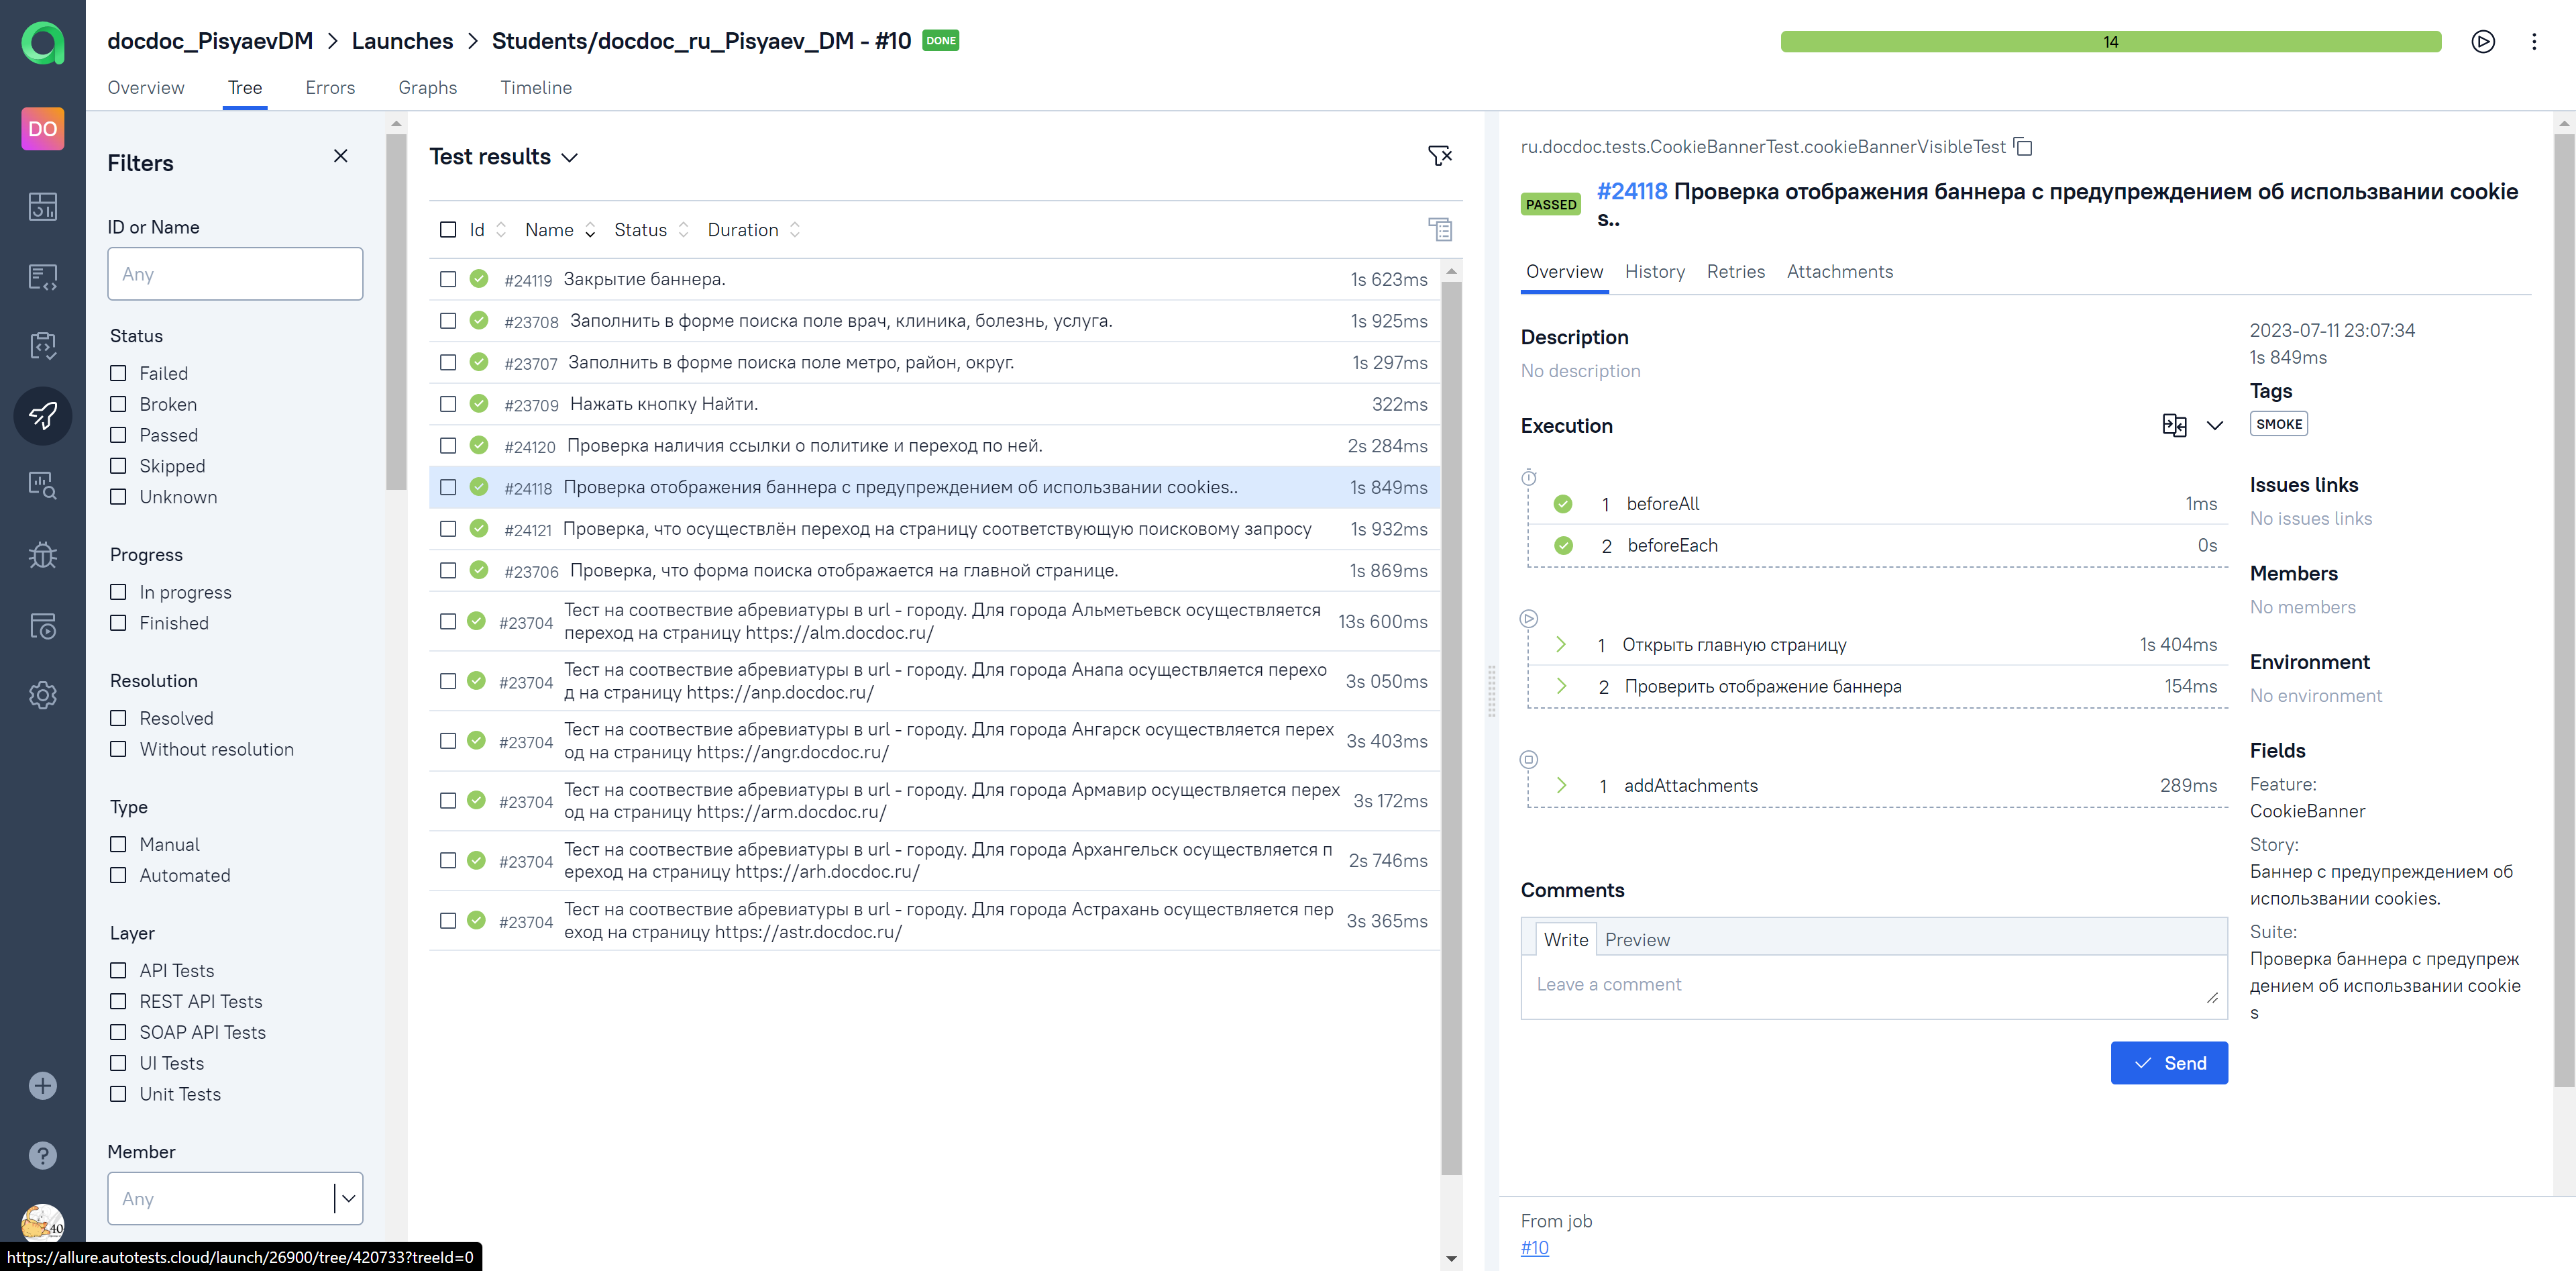 docdoc_PisyaevDM > Launches > Students/docdoc_ru_Pisyaev_DM - #10 DONE
14
Overview Tree Errors Graphs Timeline
DO
Filters
ID or Name
Any
Status
Failed
Broken
Passed
Skipped
Unknown
Progress
In progress
Finished
Resolution
Resolved
Without resolution
Type
Manual
Automated
Layer
API Tests
REST API Tests
SOAP API Tests
UI Tests
Unit Tests
Member
Any
40
https://allure.autotests.cloud/launch/26900/tree/420733?treeId=0
Test results
Id Name Status Duration
#24119 Закрытие баннера. 1s 623ms
#23708 Заполнить в форме поиска поле врач, клиника, болезнь, услуга. 1s 925ms
#23707 Заполнить в форме поиска поле метро, район, округ. 1s 297ms
#23709 Нажать кнопку Найти. 322ms
#24120 Проверка наличия ссылки о политике и переход по ней. 2s 284ms
#24118 Проверка отображения баннера с предупреждением об использвании cookies.. 1s 849ms
#24121 Проверка, что осуществлён переход на страницу соответствующую поисковому запросу 1s 932ms
#23706 Проверка, что форма поиска отображается на главной странице. 1s 869ms
#23704 Тест на соотвествие абревиатуры в url - городу. Для города Альметьевск осуществляется 13s 600ms
переход на страницу https://alm.docdoc.ru/
#23704 Тест на соотвествие абревиатуры в url - городу. Для города Анапа осуществляется перехо 3s 050ms
д на страницу https://anp.docdoc.ru/
#23704 Тест на соотвествие абревиатуры в url - городу. Для города Ангарск осуществляется перех 3s 403ms
од на страницу https://angr.docdoc.ru/
#23704 Тест на соотвествие абревиатуры в url - городу. Для города Армавир осуществляется перех 3s 172ms
од на страницу https://arm.docdoc.ru/
#23704 Тест на соотвествие абревиатуры в url - городу. Для города Архангельск осуществляется п 2s 746ms
ереход на страницу https://arh.docdoc.ru/
#23704 Тест на соотвествие абревиатуры в url - городу. Для города Астрахань осуществляется пер 3s 365ms
еход на страницу https://astr.docdoc.ru/
ru.docdoc.tests.CookieBannerTest.cookieBannerVisibleTest
PASSED #24118 Проверка отображения баннера с предупреждением об использвании cookie
s..
Overview History Retries Attachments
Description
No description
Execution
1 beforeAll 1ms
2 beforeEach 0s
1 Открыть главную страницу 1s 404ms
2 Проверить отображение баннера 154ms
1 addAttachments 289ms
Comments
Write Preview
Leave a comment
Send
2023-07-11 23:07:34
1s 849ms
Tags
SMOKE
Issues links
No issues links
Members
No members
Environment
No environment
Fields
Feature:
CookieBanner
Story:
Баннер с предупреждением об
использвании cookies.
Suite:
Проверка баннера с предупреж
дением об использвании cookie
s
From job
#10